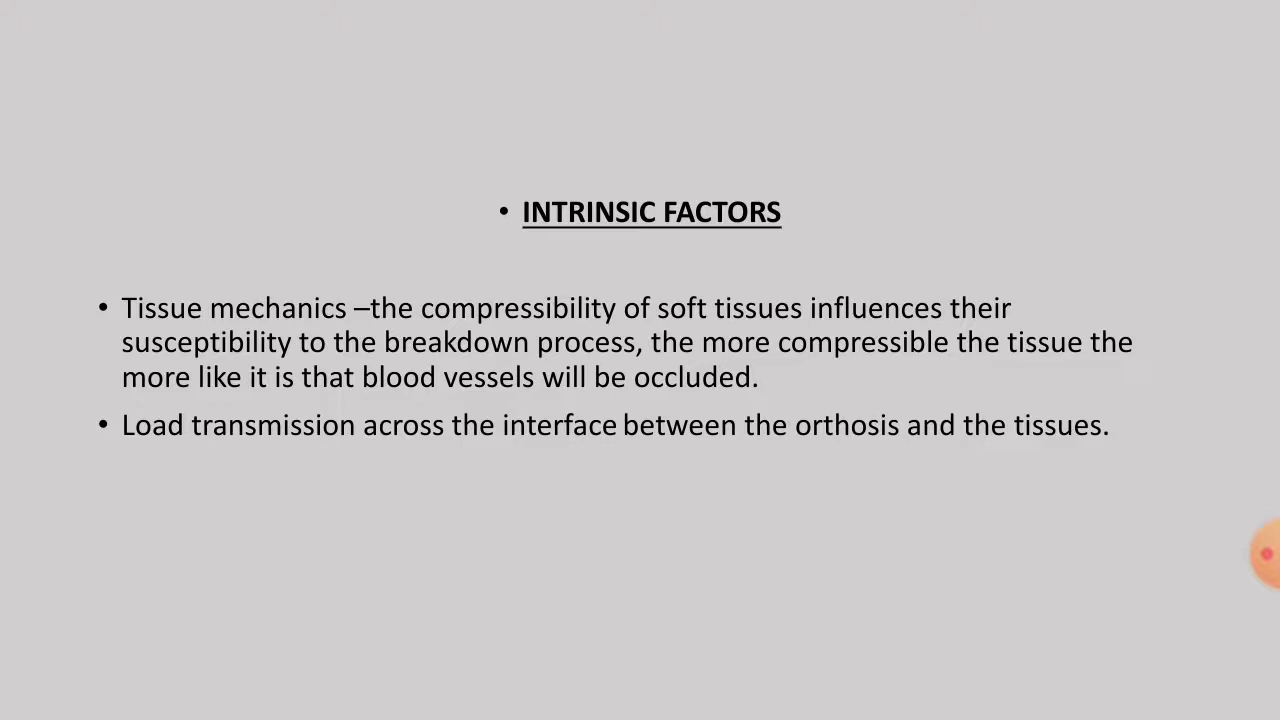 • INTRINSIC FACTORS
• Tissue mechanics –the compressibility of soft tissues influences their
susceptibility to the breakdown process, the more compressible the tissue the
more like it is that blood vessels will be occluded.
• Load transmission across the interface between the orthosis and the tissues.